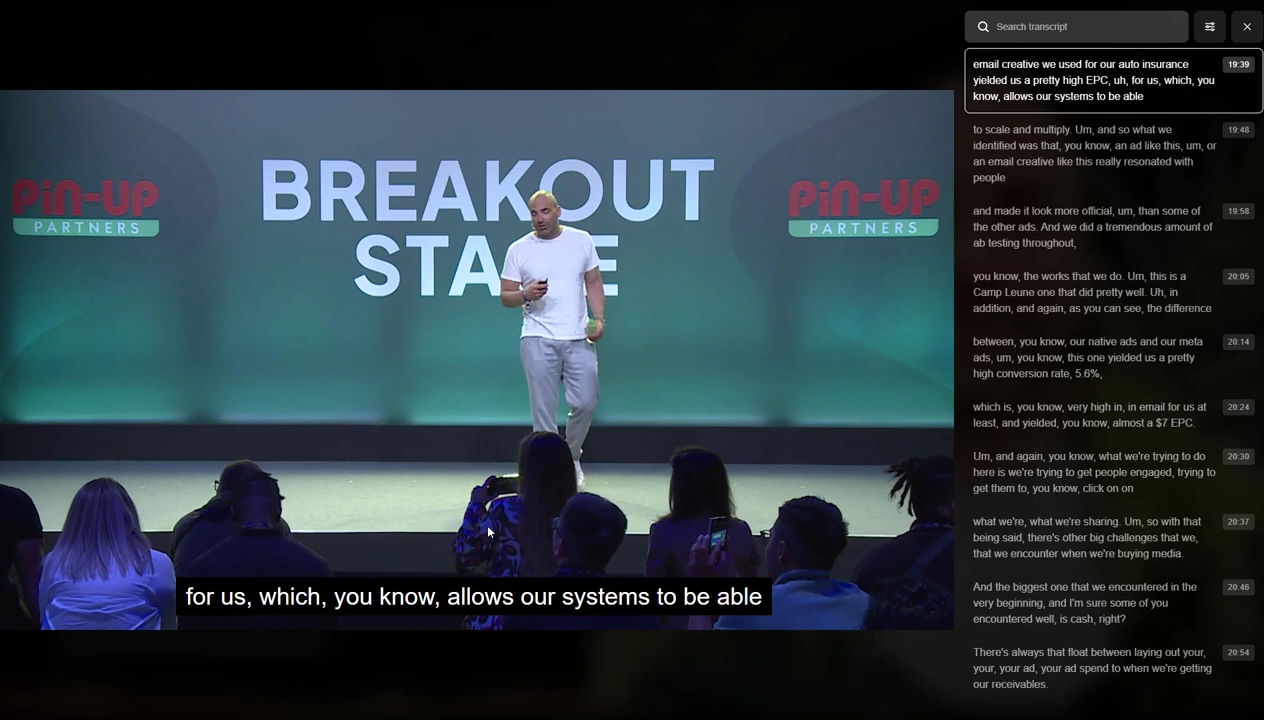 Search transcript
email creative we used for our auto insurance
19:39
yielded us a pretty high EPC, uh, for us, which, you
know, allows our systems to be able
to scale and multiply. Um, and so what we
19:48
identified was that, you know, an ad like this, um, or
an email creative like this really resonated with
people
and made it look more official, um, than some of
19:58
the other ads. And we did a tremendous amount of
ab testing throughout,
you know, the works that we do. Um, this is a
20:05
Camp Leune one that did pretty well. Uh, in
addition, and again, as you can see, the difference
between, you know, our native ads and our meta
20:14
ads, um, you know, this one yielded us a pretty
high conversion rate, 5.6%,
which is, you know, very high in, in email for us at
20:24
least, and yielded, you know, almost a $7 EPC.
Um, and again, you know, what we're trying to do
20:30
here is we're trying to get people engaged, trying to
get them to, you know, click on on
what we're, what we're sharing. Um, so with that
20:37
being said, there's other big challenges that we,
that we encounter when we're buying media.
And the biggest one that we encountered in the
20:46
very beginning, and I'm sure some of you
encountered well, is cash, right?
There's always that float between laying out your,
20:54
your, your ad, your ad spend to when we're getting
our receivables.
BREAKOUT
PiN-UP
PARTNERS
PiN-UP
PARTNERS
for us, which, you know, allows our systems to be able